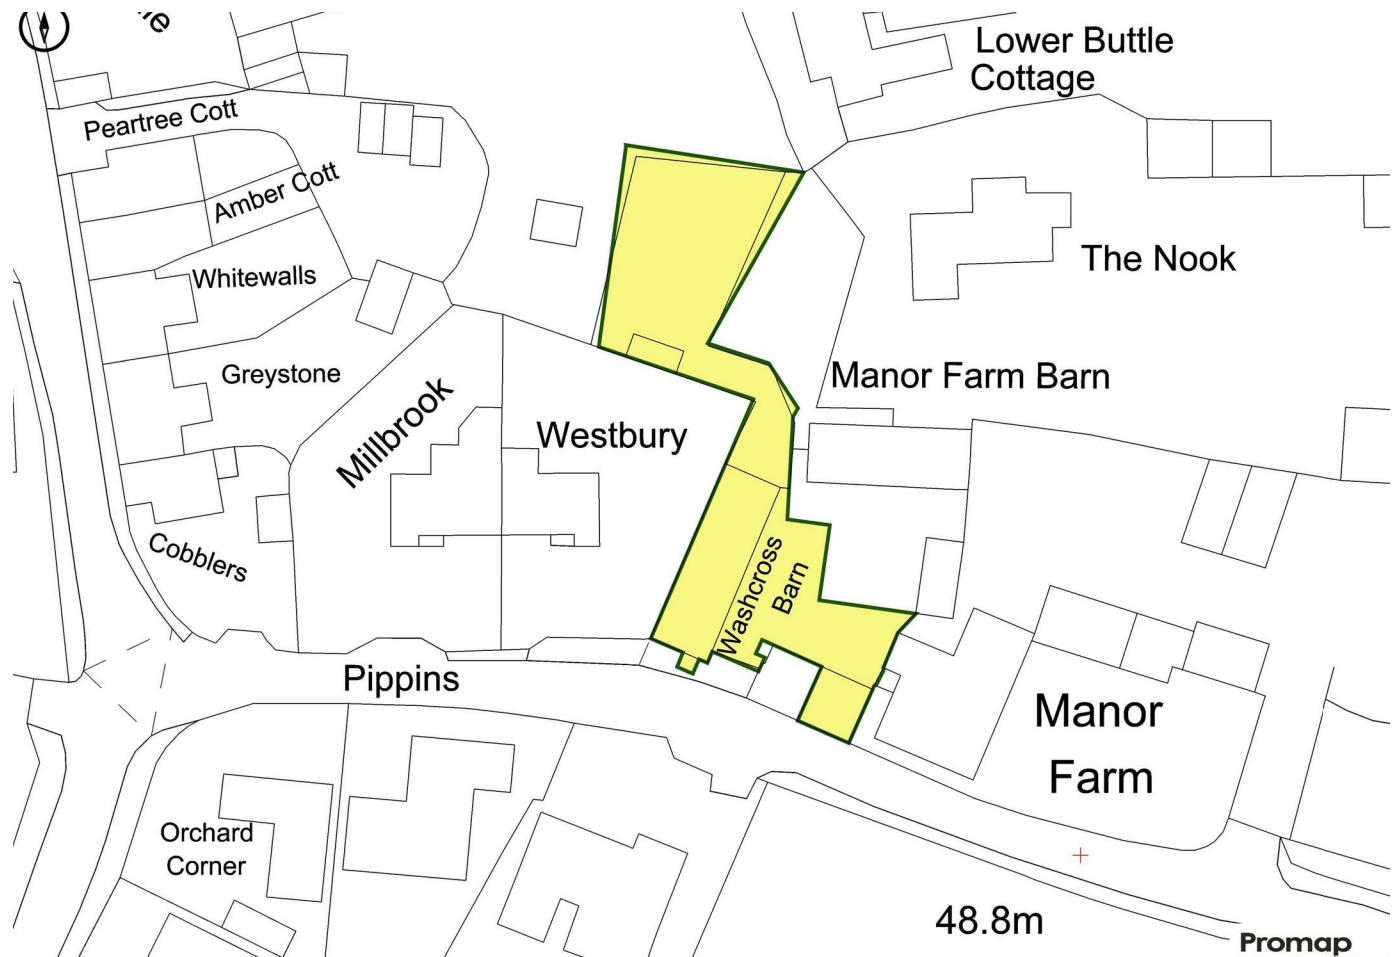 Lower Buttle
Cottage
Peartree Cott
Amber Cott
Whitewalls
The Nook
Greystone
Manor Farm Barn
Millbrook
Westbury
Cobblers
Washcross
Barn
Pippins
Manor
Farm
Orchard
Corner
48.8m
Promap